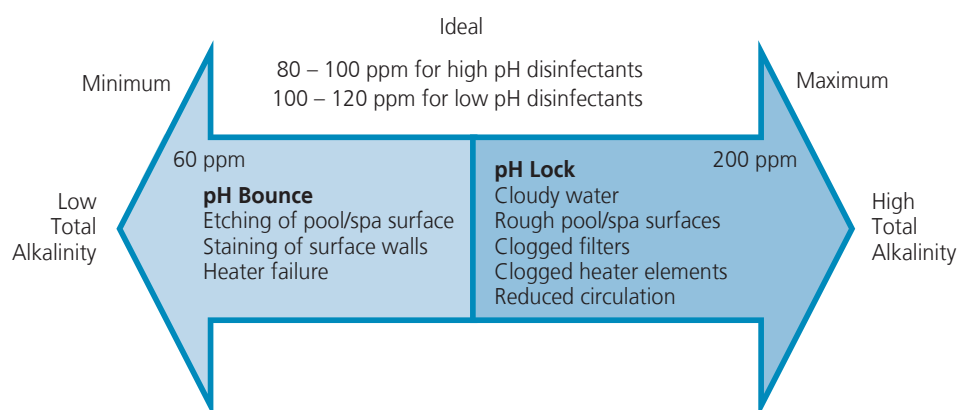 Ideal
80 – 100 ppm for high pH disinfectants
100 – 120 ppm for low pH disinfectants
Minimum
Maximum
60 ppm
200 ppm
Low
Total
Alkalinity
pH Bounce
Etching of pool/spa surface
Staining of surface walls
Heater failure
pH Lock
Cloudy water
Rough pool/spa surfaces
Clogged filters
Clogged heater elements
Reduced circulation
High
Total
Alkalinity